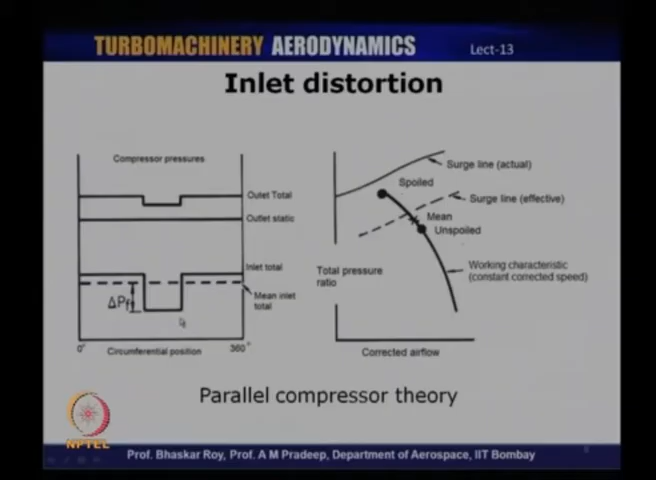 TURBOMACHINERY AERODYNAMICS Lect-13
Inlet distortion
Compressor pressures
Outet Total
Outlet static
Inlet total
Mean inlet
total
ΔPt
0° Circumferential position 360°
Surge line (actual)
Spoiled
Surge line (effective)
Mean
Unspoiled
Total pressure
ratio
Working characteristic
(constant corrected speed)
Corrected airflow
Parallel compressor theory
NPTEL
Prof. Bhaskar Roy, Prof. A M Pradeep, Department of Aerospace, IIT Bombay